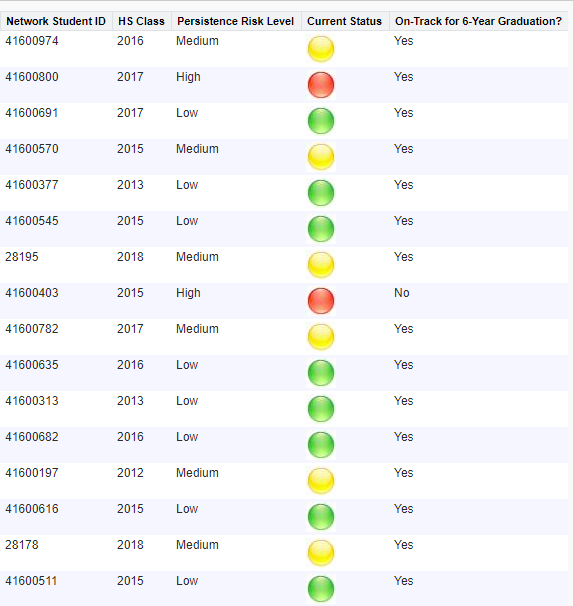 Network Student ID HS Class Persistence Risk Level Current Status On-Track for 6-Year Graduation?
41600974 2016 Medium Yes
41600800 2017 High Yes
41600691 2017 Low Yes
41600570 2015 Medium Yes
41600377 2013 Low Yes
41600545 2015 Low Yes
28195 2018 Medium Yes
41600403 2015 High No
41600782 2017 Medium Yes
41600635 2016 Low Yes
41600313 2013 Low Yes
41600682 2016 Low Yes
41600197 2012 Medium Yes
41600616 2015 Low Yes
28178 2018 Medium Yes
41600511 2015 Low Yes